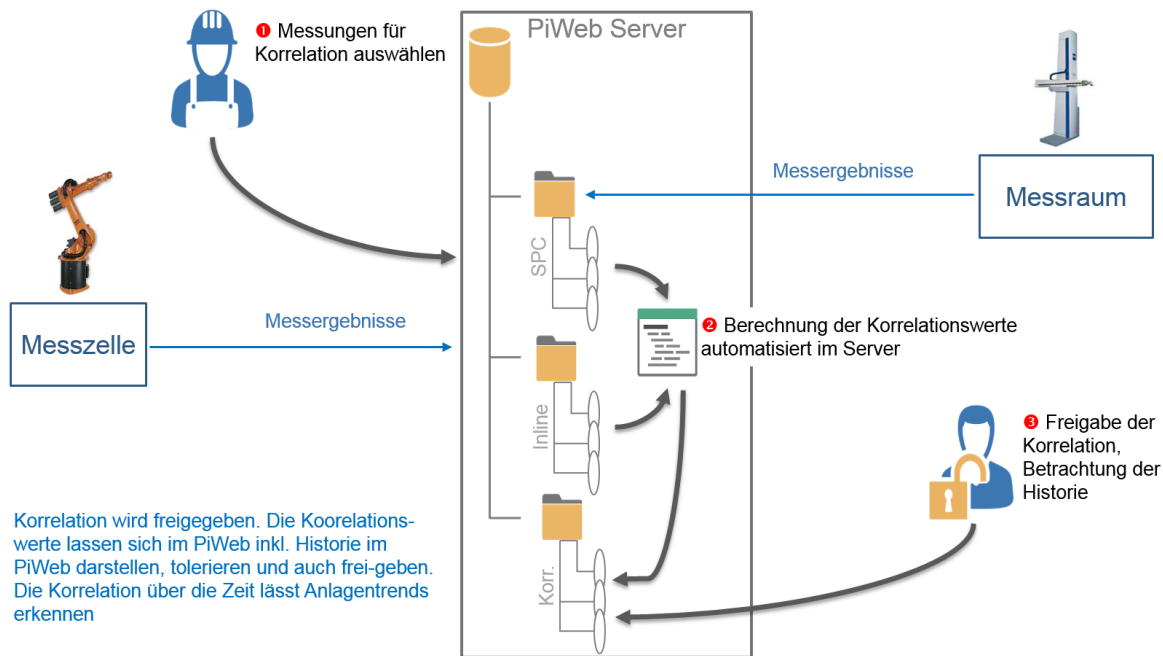 ❶ Messungen für
Korrelation auswählen
PiWeb Server
Messergebnisse
Messraum
SPC
Messergebnisse
Messzelle
❷ Berechnung der Korrelationswerte
automatisiert im Server
Inline
❸ Freigabe der
Korrelation,
Betrachtung der
Historie
Korrelation wird freigegeben. Die Koorelations-
werte lassen sich im PiWeb inkl. Historie im
PiWeb darstellen, tolerieren und auch frei-geben.
Die Korrelation über die Zeit lässt Anlagentrends
erkennen
Korr.